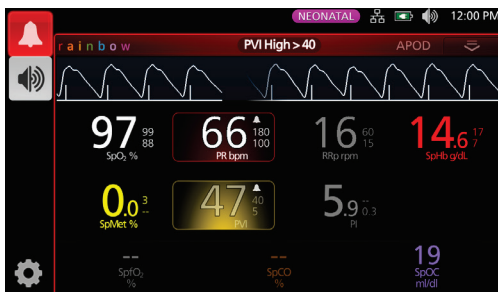 NEONATAL 12:00 PM
rainbow PVI High > 40 APOD
97 99 88 SpO₂ %
66 180 100 PR bpm
16 60 15 RRp rpm
14.6 17 7 SpHb g/dL
0.0 3 -- SpMet %
47 40 5 PVI
5.9 -- 0.3 PI
-- SpfO₂ %
-- SpCO %
19 SpOC ml/dl